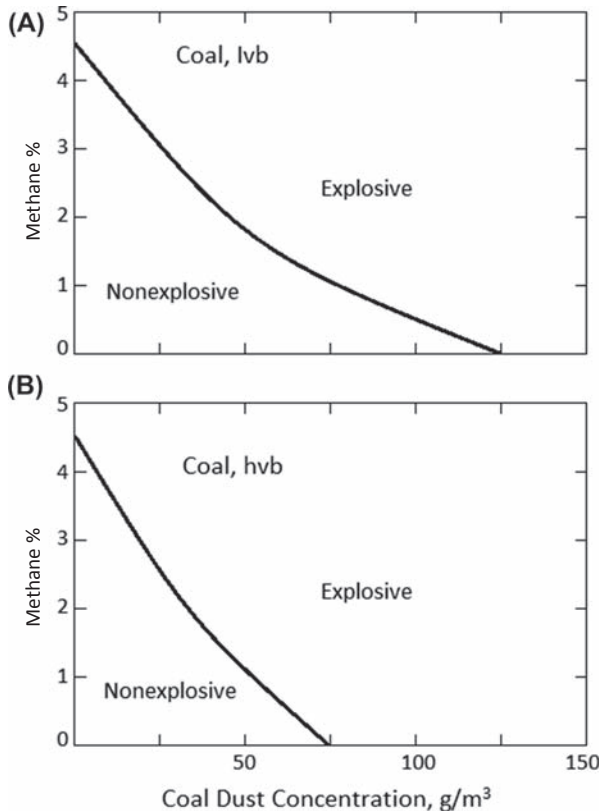 (A)
5
4
3
2
1
0
Methane %
Coal, lvb
Explosive
Nonexplosive
(B)
5
4
3
2
1
0
Methane %
Coal, hvb
Explosive
Nonexplosive
50
100
150
Coal Dust Concentration, g/m³